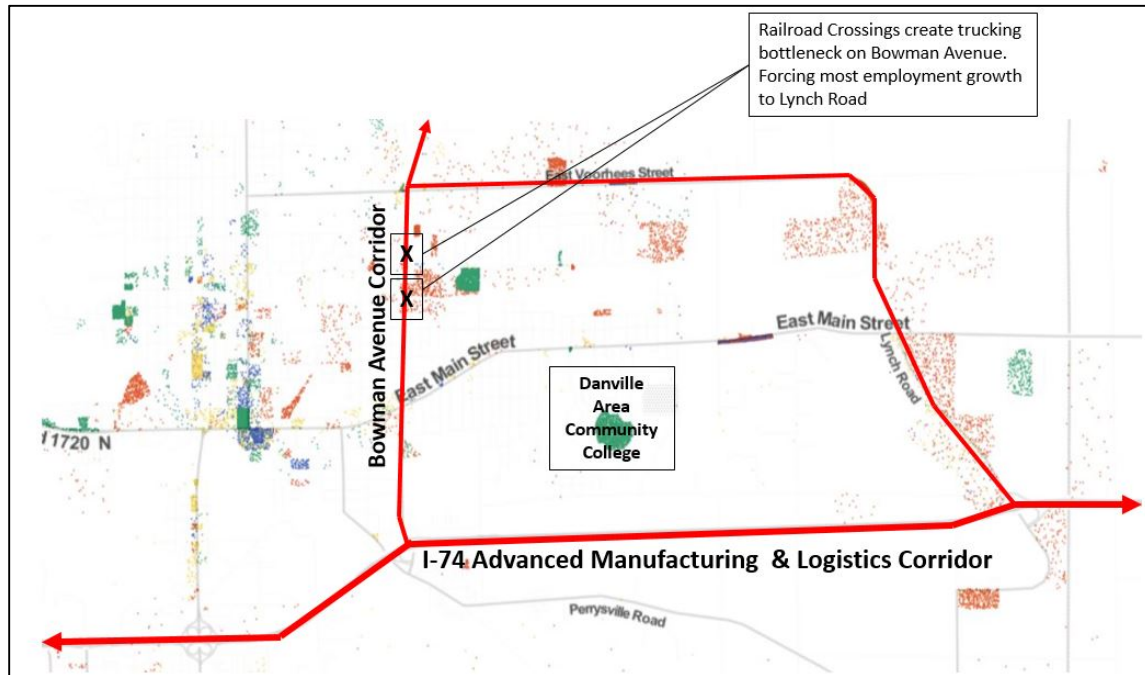 Railroad Crossings create trucking
bottleneck on Bowman Avenue.
Forcing most employment growth
to Lynch Road
East Voorhees Street
Bowman Avenue Corridor
X
X
East Main Street
East Main Street
Lynch Road
Danville
Area
Community
College
d 1720 N
I-74 Advanced Manufacturing & Logistics Corridor
Perrysville Road